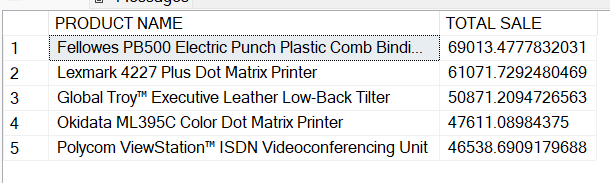 Messages
PRODUCT NAME TOTAL SALE
1 Fellowes PB500 Electric Punch Plastic Comb Bindi... 69013.4777832031
2 Lexmark 4227 Plus Dot Matrix Printer 61071.7292480469
3 Global Troy™ Executive Leather Low-Back Tilter 50871.2094726563
4 Okidata ML395C Color Dot Matrix Printer 47611.08984375
5 Polycom ViewStation™ ISDN Videoconferencing Unit 46538.6909179688